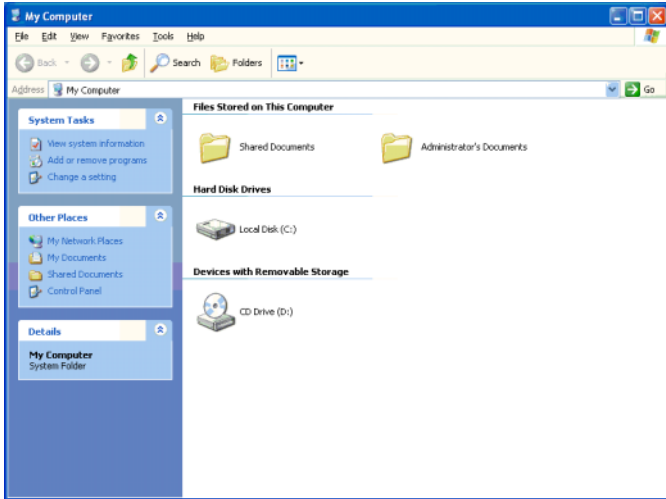 My Computer
File Edit View Favorites Tools Help
Back Search Folders
Address My Computer Go
System Tasks
View system information
Add or remove programs
Change a setting
Other Places
My Network Places
My Documents
Shared Documents
Control Panel
Details
My Computer
System Folder
Files Stored on This Computer
Shared Documents Administrator's Documents
Hard Disk Drives
Local Disk (C:)
Devices with Removable Storage
CD Drive (D:)